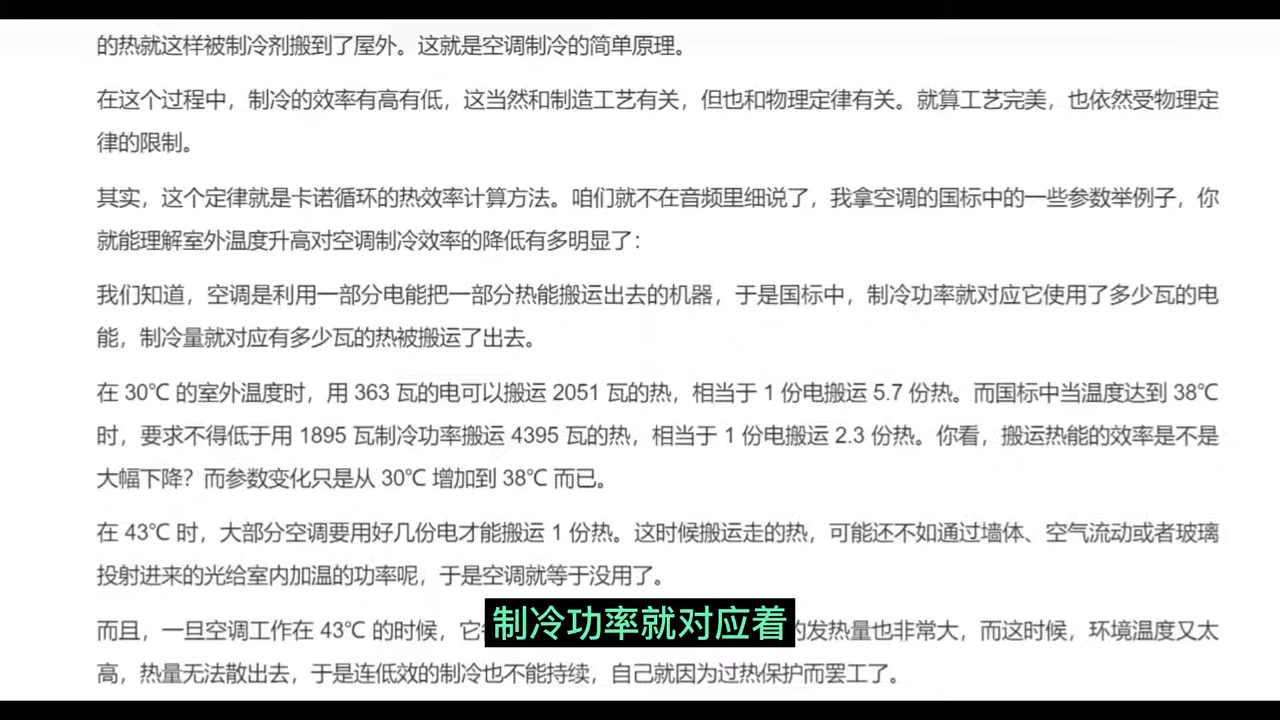 的热就这样被制冷剂搬到了屋外。这就是空调制冷的简单原理。
在这个过程中，制冷的效率有高有低，这当然和制造工艺有关，但也和物理定律有关。就算工艺完美，也依然受物理定
律的限制。
其实，这个定律就是卡诺循环的热效率计算方法。咱们就不在音频里细说了，我拿空调的国标中的一些参数举例子，你
就能理解室外温度升高对空调制冷效率的降低有多明显了：
我们知道，空调是利用一部分电能把一部分热能搬运出去的机器，于是国标中，制冷功率就对应它使用了多少瓦的电
能，制冷量就对应有多少瓦的热被搬运了出去。
在 30℃ 的室外温度时，用 363 瓦的电可以搬运 2051 瓦的热，相当于 1 份电搬运 5.7 份热。而国标中当温度达到 38℃
时，要求不得低于用 1895 瓦制冷功率搬运 4395 瓦的热，相当于 1 份电搬运 2.3 份热。你看，搬运热能的效率是不是
大幅下降？而参数变化只是从 30℃ 增加到 38℃ 而已。
在 43℃ 时，大部分空调要用好几份电才能搬运 1 份热。这时候搬运走的热，可能还不如通过墙体、空气流动或者玻璃
投射进来的光给室内加温的功率呢，于是空调就等于没用了。
而且，一旦空调工作在 43℃ 的时候，它 的发热量也非常大，而这时候，环境温度又太
制冷功率就对应着
高，热量无法散出去，于是连低效的制冷也不能持续，自己就因为过热保护而罢工了。